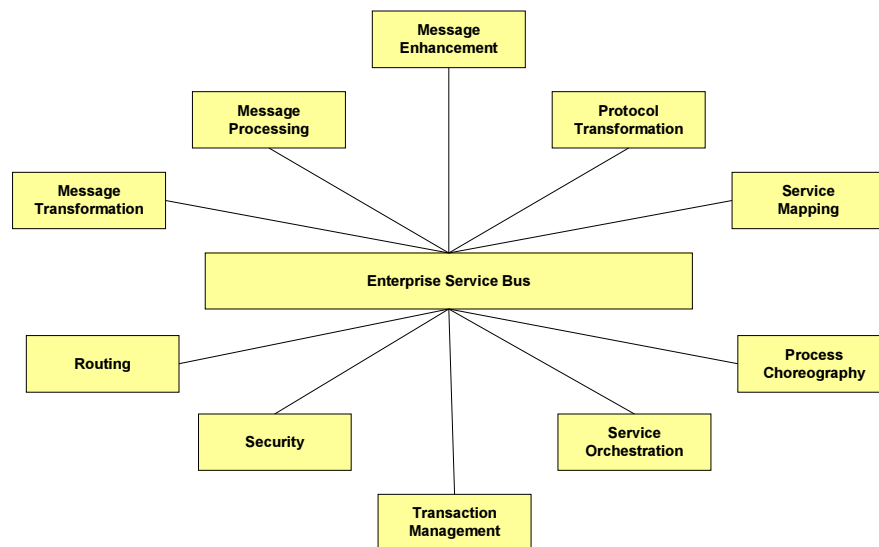 Message
Enhancement
Message
Processing
Protocol
Transformation
Message
Transformation
Service
Mapping
Enterprise Service Bus
Routing
Process
Choreography
Security
Service
Orchestration
Transaction
Management